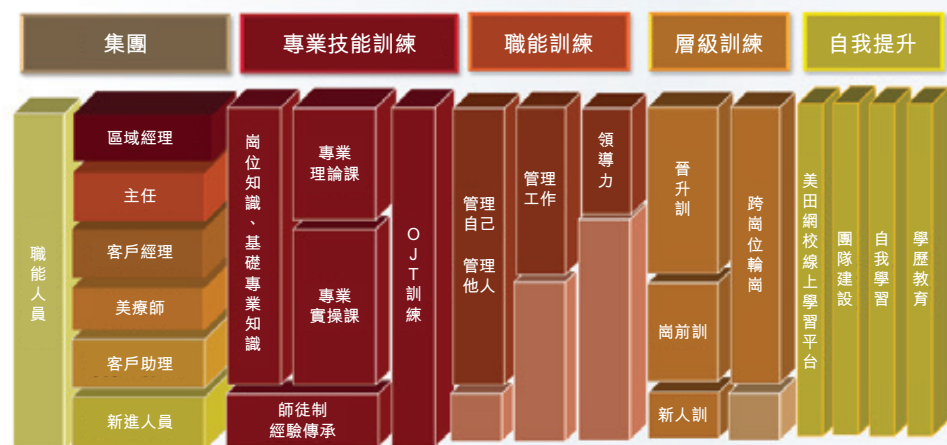 集團
專業技能訓練
職能訓練
層級訓練
自我提升
職能人員
區域經理
主任
客戶經理
美療師
客戶助理
新進人員
崗位知識、基礎專業知識
專業
理論課
專業
實操課
師徒制
經驗傳承
OJT訓練
管理
自己
管理
他人
管理
工作
領導力
晉升訓
崗前訓
新人訓
跨崗位輪崗
美田網校線上學習平台
團隊建設
自我學習
學歷教育